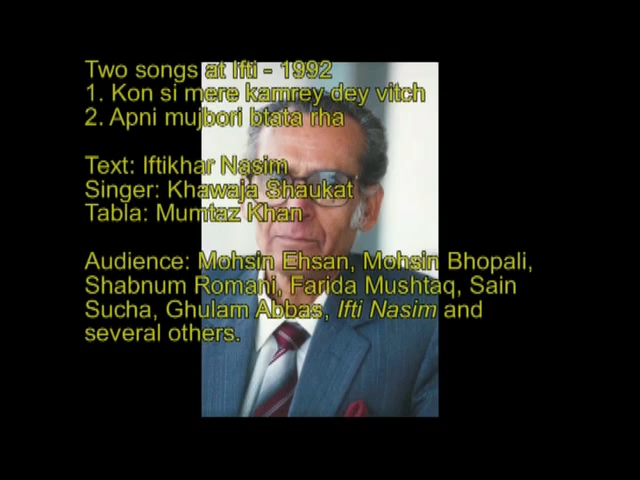 Two songs at Ifti - 1992
1. Kon si mere kamrey dey vitch
2. Apni mujbori btata rha
Text: Iftikhar Nasim
Singer: Khawaja Shaukat
Tabla: Mumtaz Khan
Audience: Mohsin Ehsan, Mohsin Bhopali,
Shabnum Romani, Farida Mushtaq, Sain
Sucha, Ghulam Abbas, Ifti Nasim and
several others.